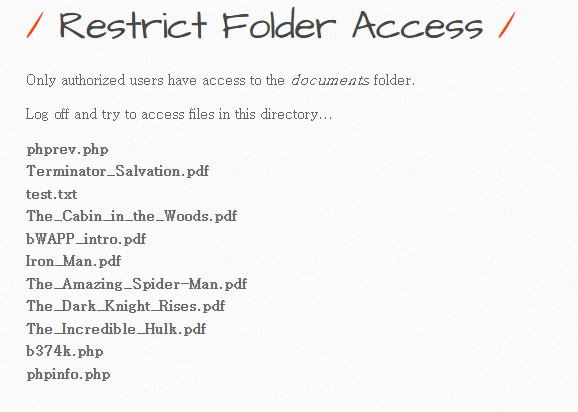 / Restrict Folder Access /
Only authorized users have access to the documents folder.
Log off and try to access files in this directory...
phprev.php
Terminator_Salvation.pdf
test.txt
The_Cabin_in_the_Woods.pdf
bWAPP_intro.pdf
Iron_Man.pdf
The_Amazing_Spider-Man.pdf
The_Dark_Knight_Rises.pdf
The_Incredible_Hulk.pdf
b374k.php
phpinfo.php